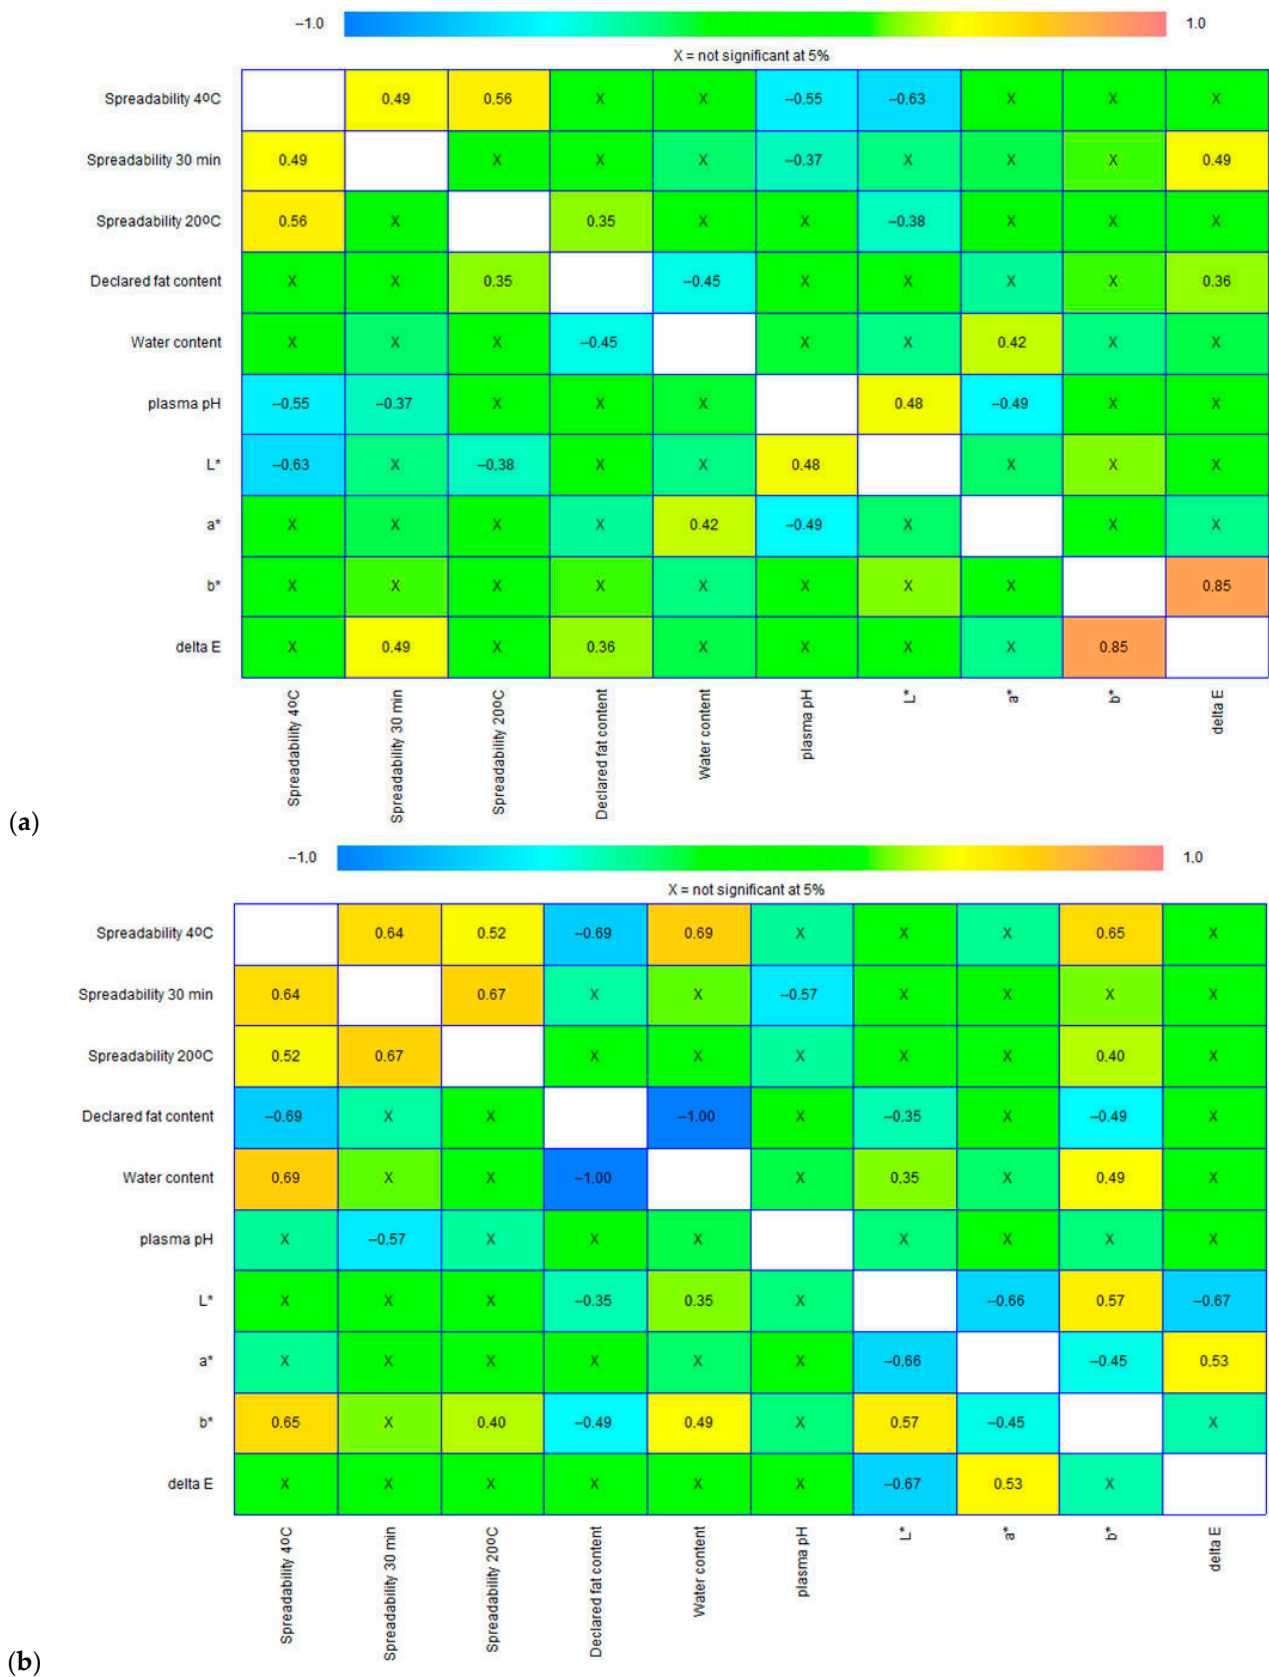 –1.0 1.0
X = not significant at 5%
Spreadability 4ºC 0.49 0.56 X X –0.55 –0.63 X X X
Spreadability 30 min 0.49 X X X –0.37 X X X 0.49
Spreadability 20ºC 0.56 X 0.35 X X –0.38 X X X
Declared fat content X X 0.35 –0.45 X X X X 0.36
Water content X X X –0.45 X X 0.42 X X
plasma pH –0.55 –0.37 X X X 0.48 –0.49 X X
L* –0.63 X –0.38 X X 0.48 X X X
a* X X X X 0.42 –0.49 X X X
b* X X X X X X X X 0.85
delta E X 0.49 X 0.36 X X X X 0.85
Spreadability 4ºC
Spreadability 30 min
Spreadability 20ºC
Declared fat content
Water content
plasma pH
L*
a*
b*
delta E
(a)
–1.0 1.0
X = not significant at 5%
Spreadability 4ºC 0.64 0.52 –0.69 0.69 X X X 0.65 X
Spreadability 30 min 0.64 0.67 X X –0.57 X X X X
Spreadability 20ºC 0.52 0.67 X X X X X 0.40 X
Declared fat content –0.69 X X –1.00 X –0.35 X –0.49 X
Water content 0.69 X X –1.00 X 0.35 X 0.49 X
plasma pH X –0.57 X X X X X X X
L* X X X –0.35 0.35 X –0.66 0.57 –0.67
a* X X X X X X –0.66 –0.45 0.53
b* 0.65 X 0.40 –0.49 0.49 X 0.57 –0.45 X
delta E X X X X X X –0.67 0.53 X
Spreadability 4ºC
Spreadability 30 min
Spreadability 20ºC
Declared fat content
Water content
plasma pH
L*
a*
b*
delta E
(b)